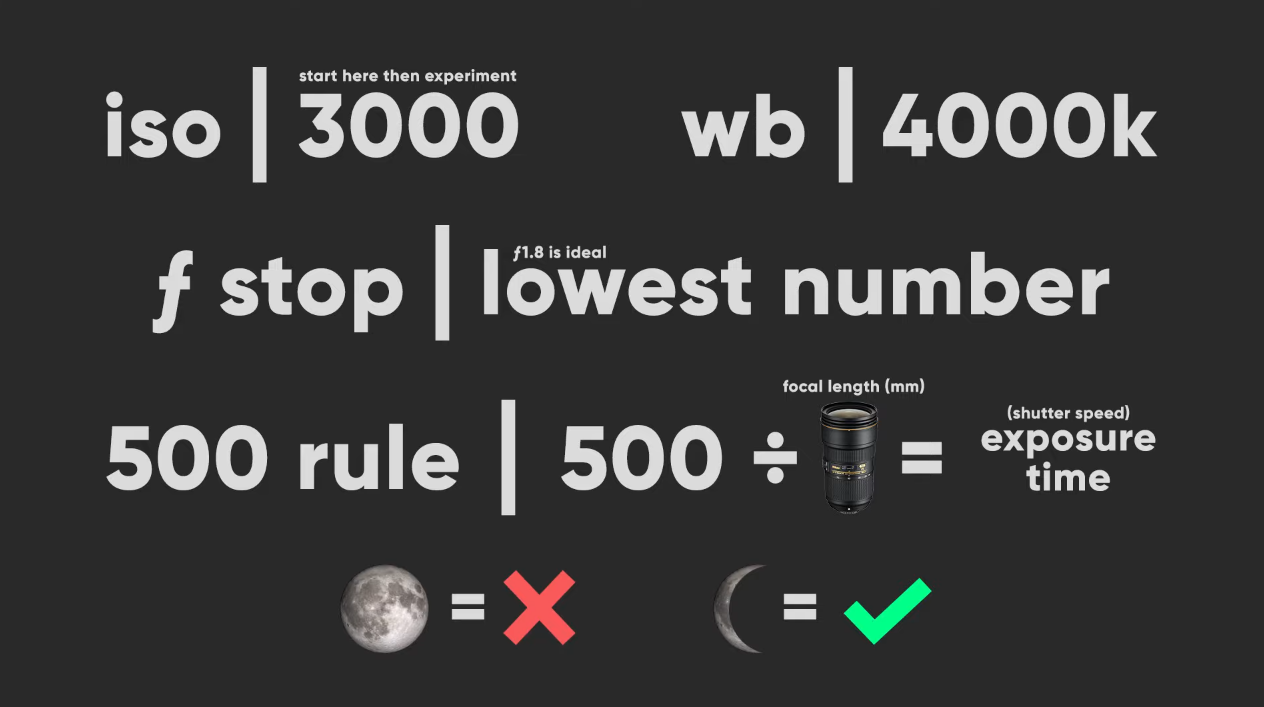 start here then experiment
iso | 3000
wb | 4000k
ƒ1.8 is ideal
ƒ stop | lowest number
focal length (mm)
(shutter speed)
500 rule | 500 ÷ = exposure time
= ✗ = ✓